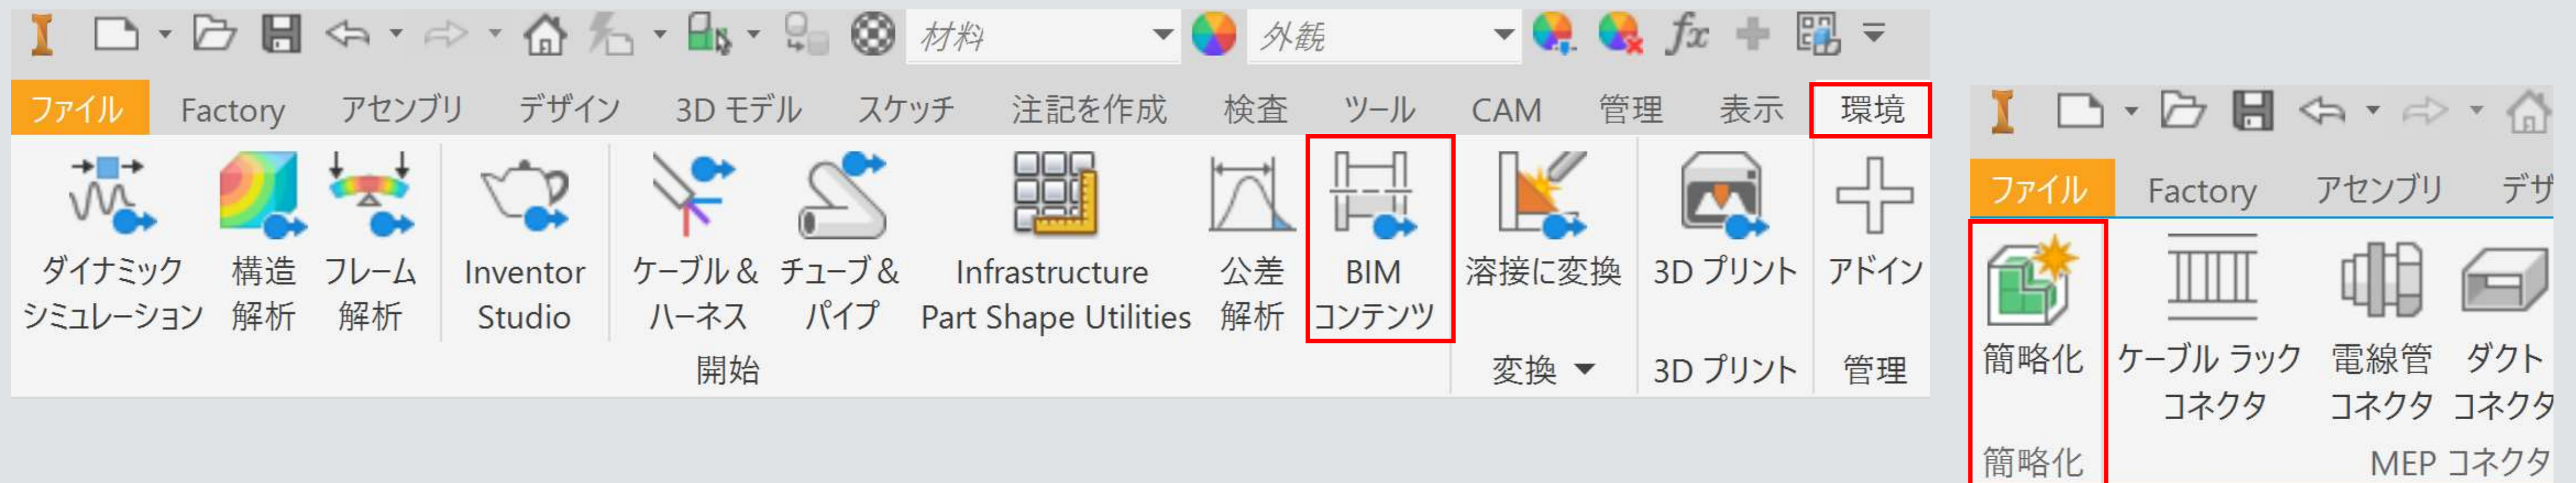 材料 外観 fx
ファイル Factory アセンブリ デザイン 3D モデル スケッチ 注記を作成 検査 ツール CAM 管理 表示 環境
ダイナミック
シミュレーション
構造
解析
フレーム
解析
Inventor
Studio
ケーブル &
ハーネス
チューブ &
パイプ
Infrastructure
Part Shape Utilities
公差
解析
BIM
コンテンツ
溶接に変換
3D プリント
アドイン
開始 変換 3D プリント 管理
ファイル Factory アセンブリ デザ
簡略化
ケーブル ラック
コネクタ
電線管
コネクタ
ダクト
コネクタ
簡略化 MEP コネクタ